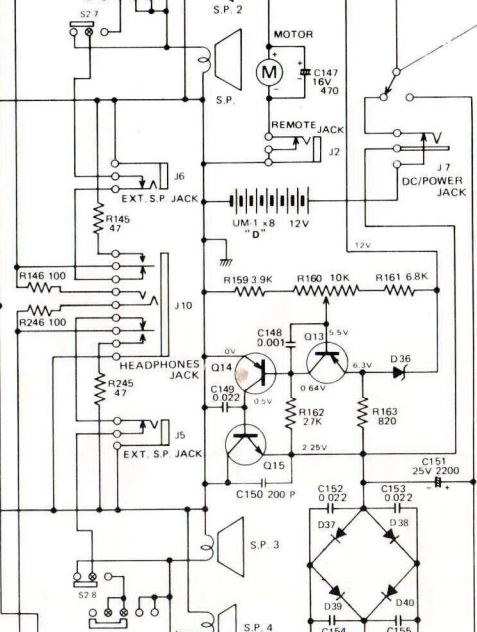 S2·7
S.P. 2
MOTOR
+
M
-
+
C147
16V
470
S.P.
REMOTE JACK
J2
J6
EXT. S.P. JACK
J7
DC/POWER
JACK
UM-1 x8 12V
"D"
R145
47
12V
R146 100
R159 3.9K
R160 10K
R161 6.8K
J10
R246 100
C148
0.001
Q13
5.5V
0V
Q14
D36
6.3V
HEADPHONES
JACK
0.64V
C149
0.022
0.5V
R245
47
R162
27K
R163
820
J5
EXT. S.P. JACK
2.25V
Q15
C151
25V 2200
- +
C150 200 P
C152
0.022
C153
0.022
D37
D38
S.P. 3
S2·8
D39
D40
S.P. 4
C154
C155